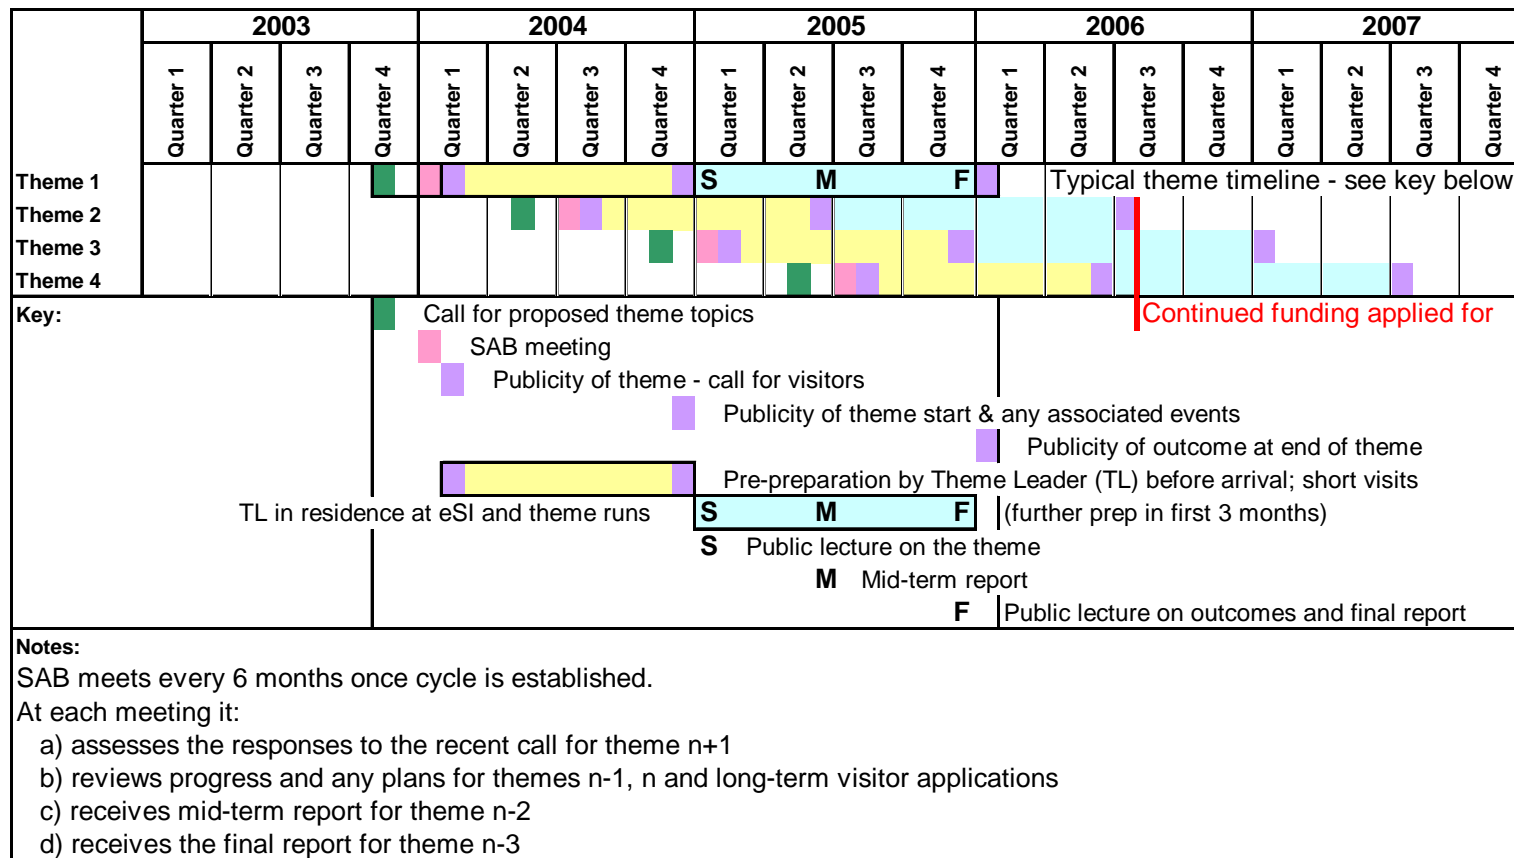 2003 2004 2005 2006 2007
Quarter 1 Quarter 2 Quarter 3 Quarter 4 Quarter 1 Quarter 2 Quarter 3 Quarter 4 Quarter 1 Quarter 2 Quarter 3 Quarter 4 Quarter 1 Quarter 2 Quarter 3 Quarter 4 Quarter 1 Quarter 2 Quarter 3 Quarter 4
Theme 1 S M F Typical theme timeline - see key below
Theme 2
Theme 3
Theme 4
Key: Call for proposed theme topics Continued funding applied for
SAB meeting
Publicity of theme - call for visitors
Publicity of theme start & any associated events
Publicity of outcome at end of theme
Pre-preparation by Theme Leader (TL) before arrival; short visits
TL in residence at eSI and theme runs S M F (further prep in first 3 months)
S Public lecture on the theme
M Mid-term report
F Public lecture on outcomes and final report
Notes:
SAB meets every 6 months once cycle is established.
At each meeting it:
a) assesses the responses to the recent call for theme n+1
b) reviews progress and any plans for themes n-1, n and long-term visitor applications
c) receives mid-term report for theme n-2
d) receives the final report for theme n-3